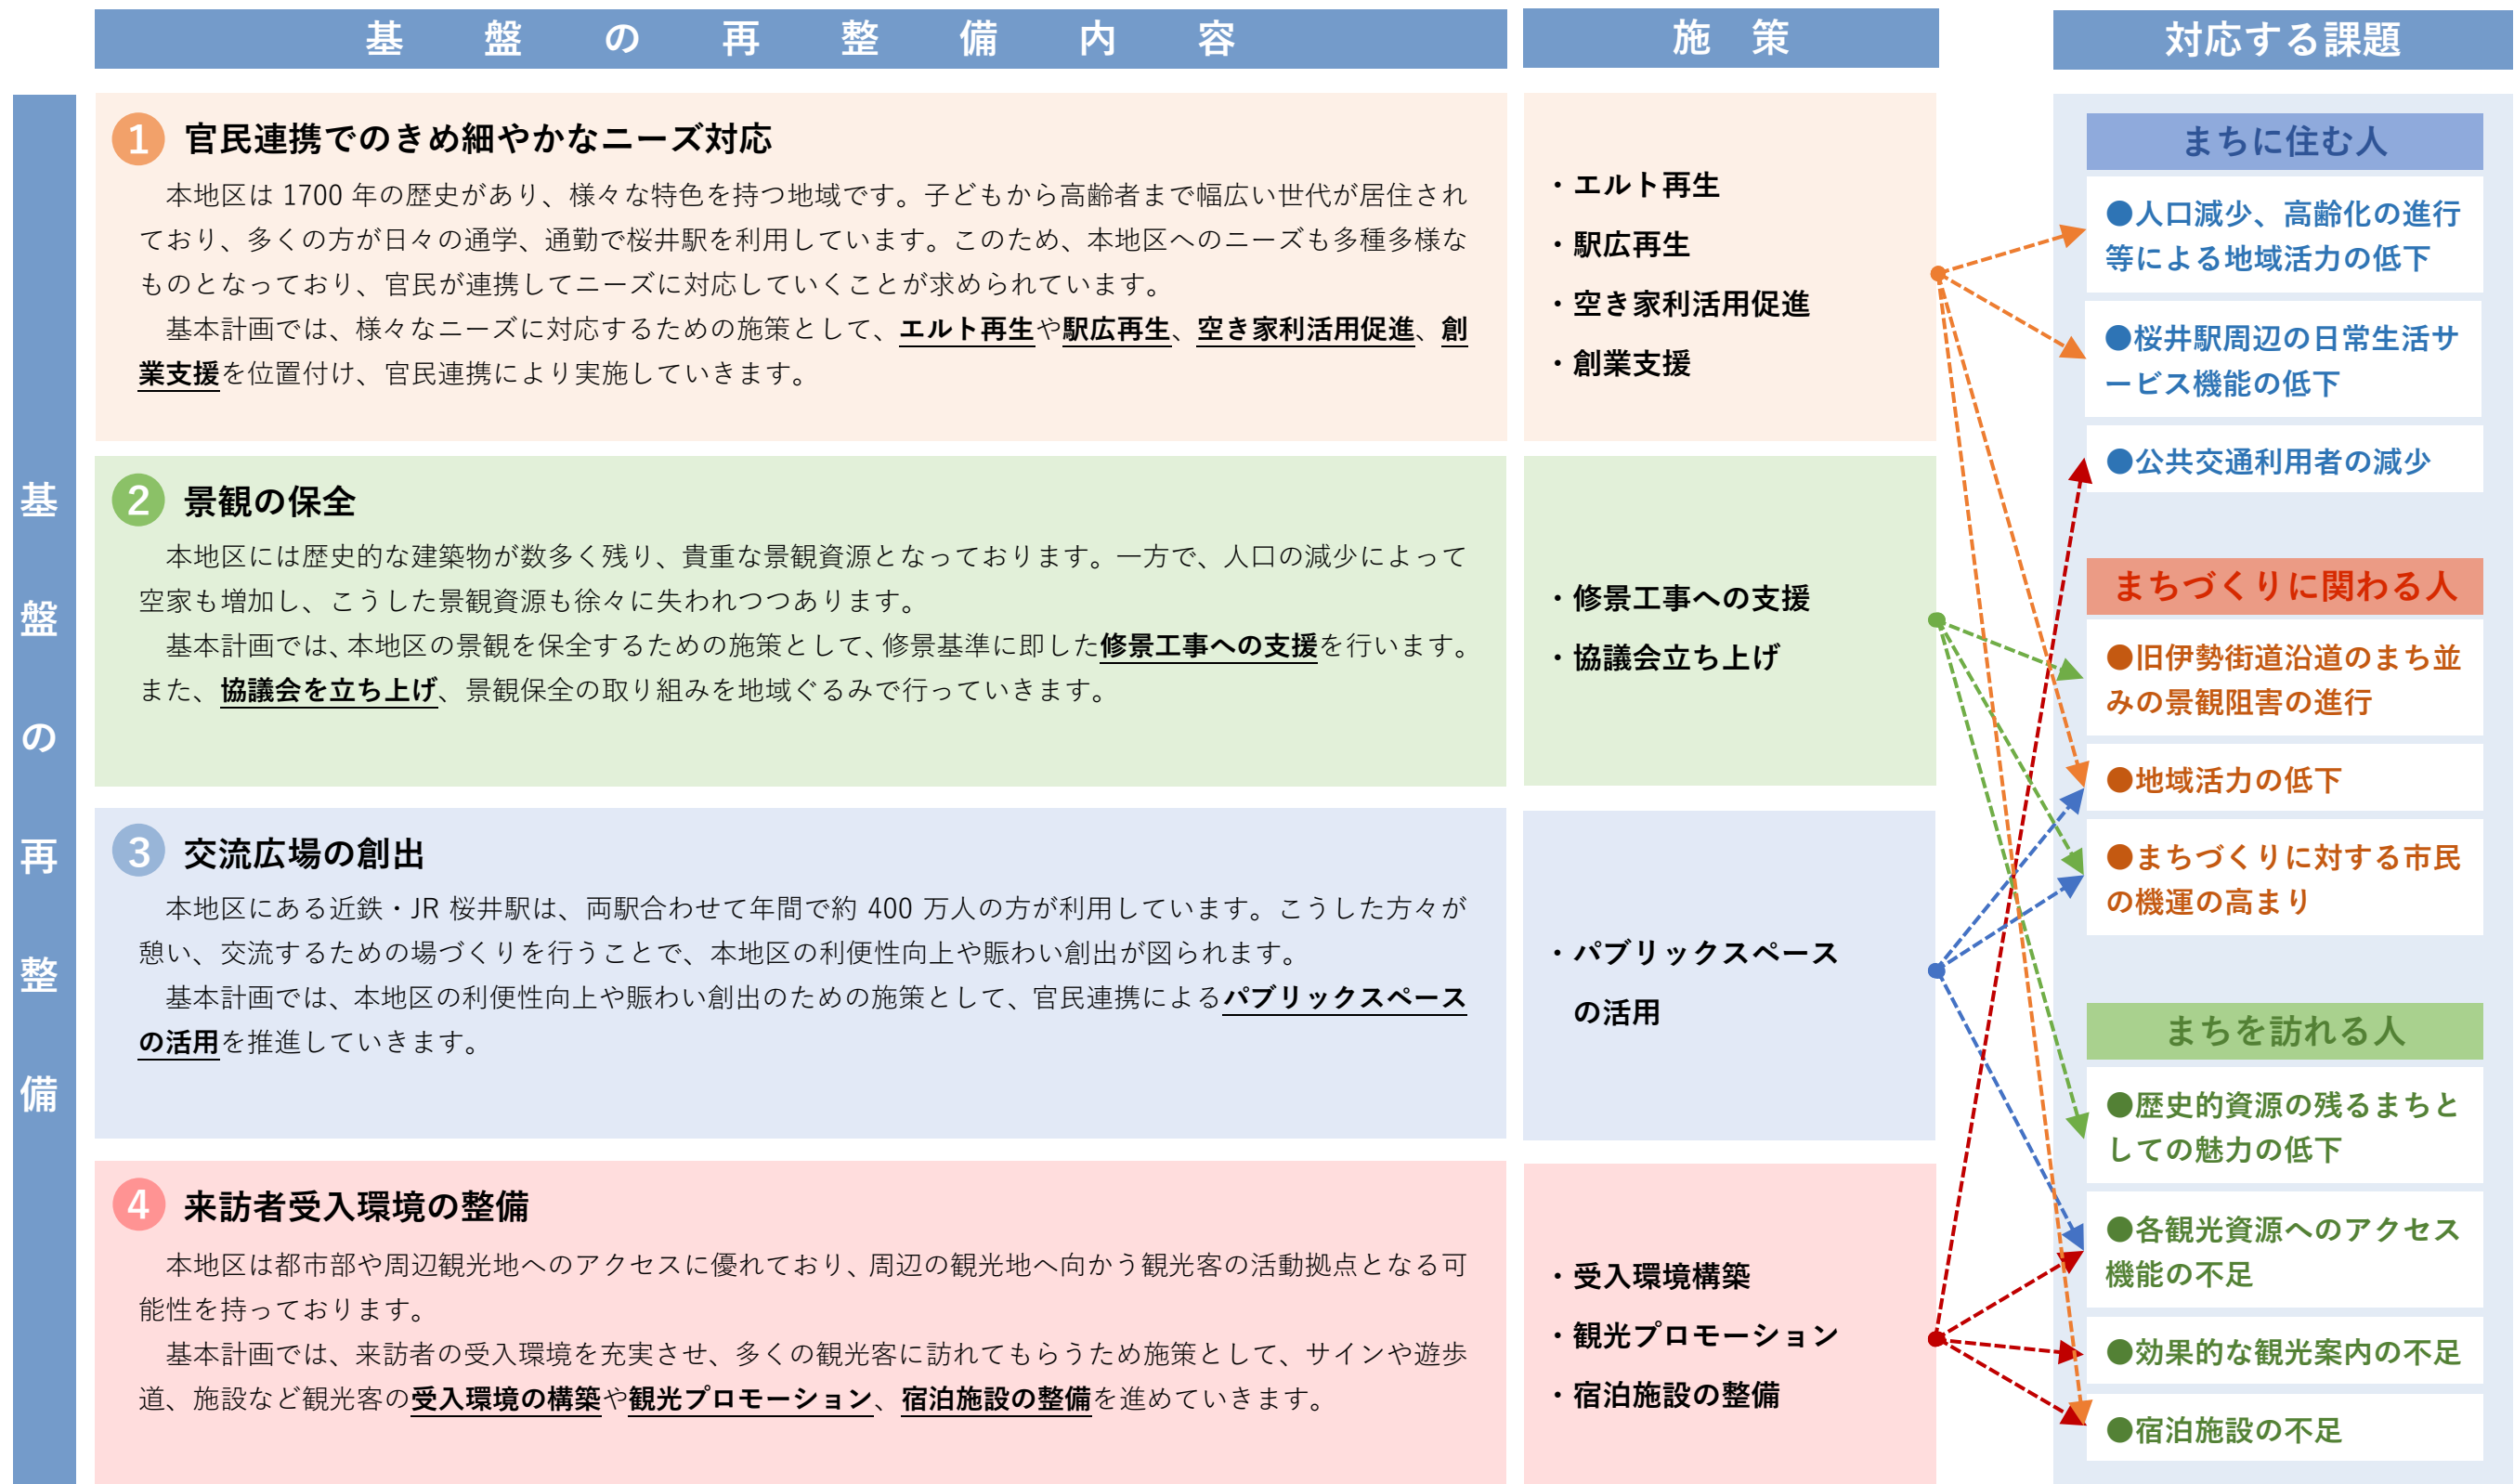 基盤の再整備内容
施策
対応する課題
基盤の再整備
1 官民連携でのきめ細やかなニーズ対応
本地区は 1700 年の歴史があり、様々な特色を持つ地域です。子どもから高齢者まで幅広い世代が居住され
ており、多くの方が日々の通学、通勤で桜井駅を利用しています。このため、本地区へのニーズも多種多様な
ものとなっており、官民が連携してニーズに対応していくことが求められています。
基本計画では、様々なニーズに対応するための施策として、エルト再生や駅広再生、空き家利活用促進、創
業支援を位置付け、官民連携により実施していきます。
・エルト再生
・駅広再生
・空き家利活用促進
・創業支援
2 景観の保全
本地区には歴史的な建築物が数多く残り、貴重な景観資源となっております。一方で、人口の減少によって
空家も増加し、こうした景観資源も徐々に失われつつあります。
基本計画では、本地区の景観を保全するための施策として、修景基準に即した修景工事への支援を行います。
また、協議会を立ち上げ、景観保全の取り組みを地域ぐるみで行っていきます。
・修景工事への支援
・協議会立ち上げ
3 交流広場の創出
本地区にある近鉄・JR 桜井駅は、両駅合わせて年間で約 400 万人の方が利用しています。こうした方々が
憩い、交流するための場づくりを行うことで、本地区の利便性向上や賑わい創出が図られます。
基本計画では、本地区の利便性向上や賑わい創出のための施策として、官民連携によるパブリックスペース
の活用を推進していきます。
・パブリックスペース
の活用
4 来訪者受入環境の整備
本地区は都市部や周辺観光地へのアクセスに優れており、周辺の観光地へ向かう観光客の活動拠点となる可
能性を持っております。
基本計画では、来訪者の受入環境を充実させ、多くの観光客に訪れてもらうため施策として、サインや遊歩
道、施設など観光客の受入環境の構築や観光プロモーション、宿泊施設の整備を進めていきます。
・受入環境構築
・観光プロモーション
・宿泊施設の整備
まちに住む人
●人口減少、高齢化の進行
等による地域活力の低下
●桜井駅周辺の日常生活サ
ービス機能の低下
●公共交通利用者の減少
まちづくりに関わる人
●旧伊勢街道沿道のまち並
みの景観阻害の進行
●地域活力の低下
●まちづくりに対する市民
の機運の高まり
まちを訪れる人
●歴史的資源の残るまちと
しての魅力の低下
●各観光資源へのアクセス
機能の不足
●効果的な観光案内の不足
●宿泊施設の不足